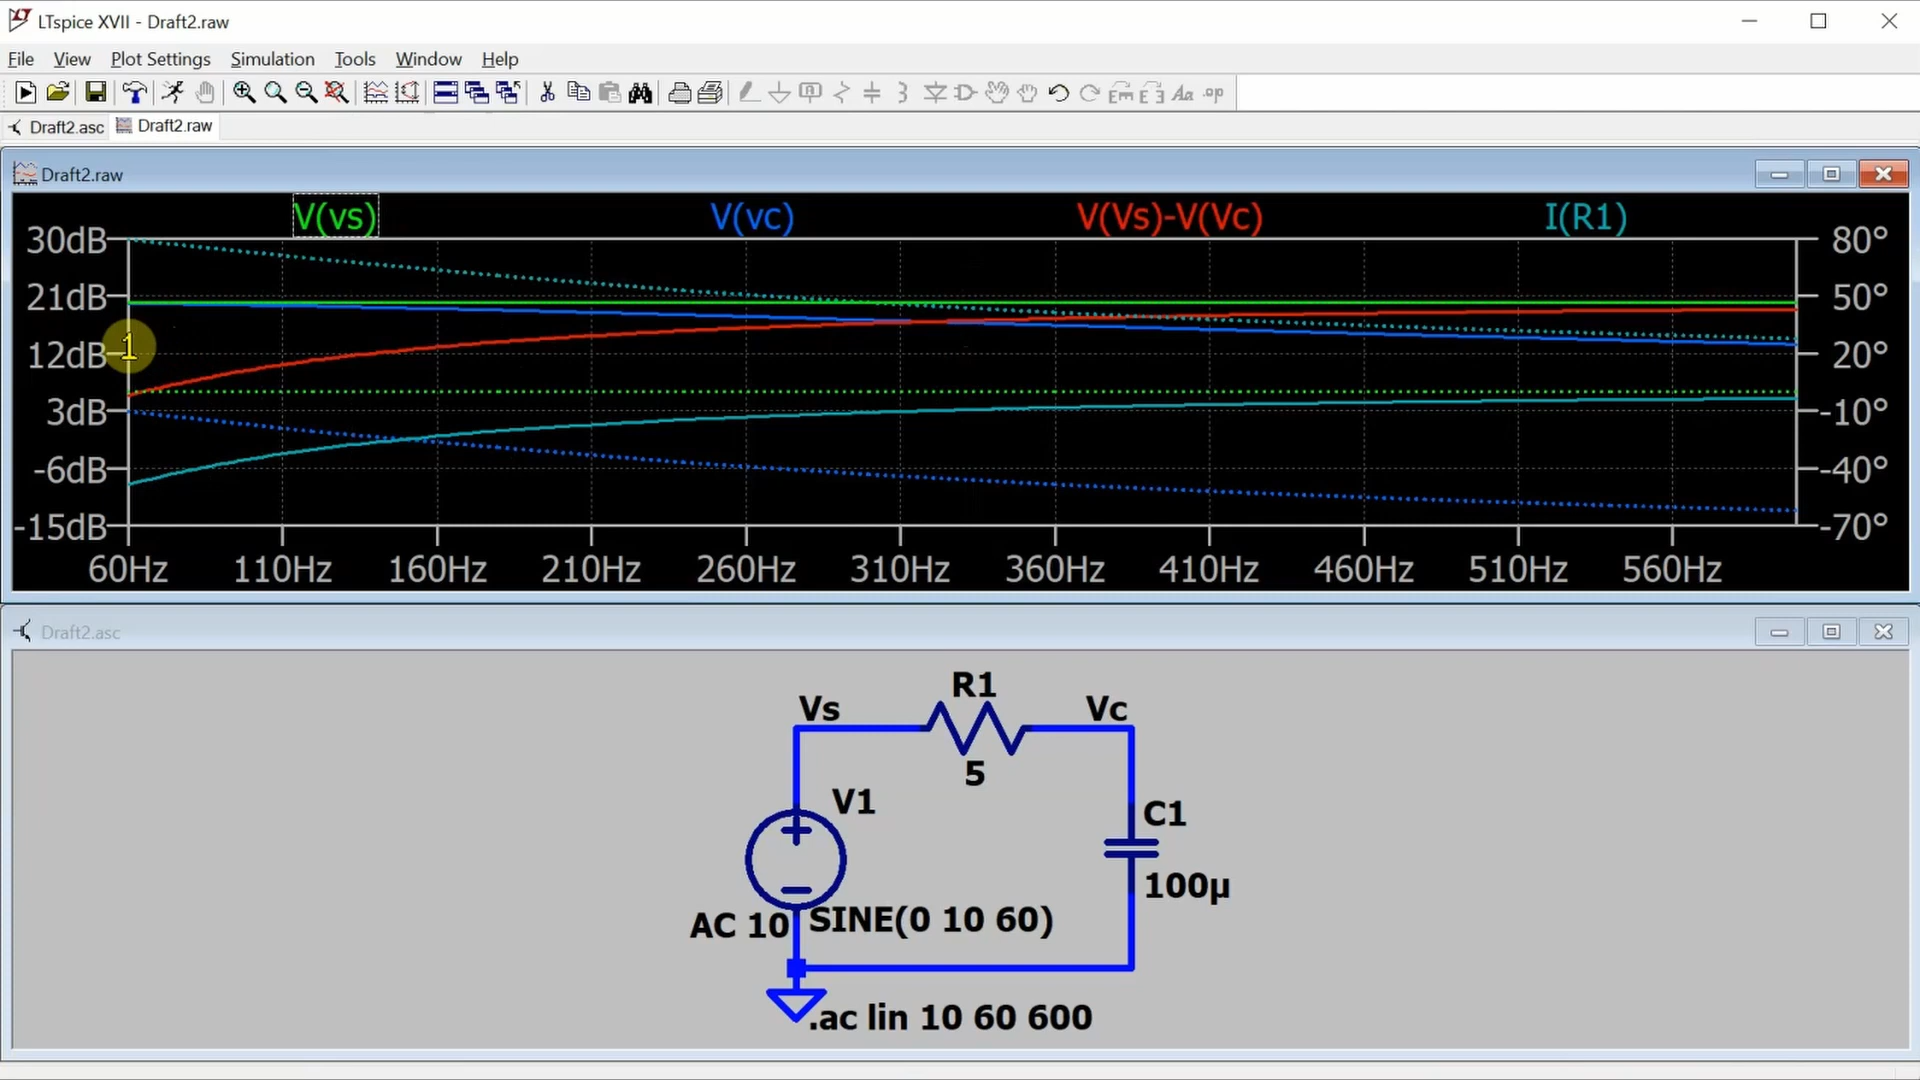 LTspice XVII - Draft2.raw
File View Plot Settings Simulation Tools Window Help
Draft2.asc Draft2.raw
Draft2.raw
V(vs) V(vc) V(Vs)-V(Vc) I(R1)
30dB 80°
21dB 50°
12dB 1 20°
3dB -10°
-6dB -40°
-15dB -70°
60Hz 110Hz 160Hz 210Hz 260Hz 310Hz 360Hz 410Hz 460Hz 510Hz 560Hz
Draft2.asc
R1
Vs Vc
5
V1
C1
100µ
AC 10 SINE(0 10 60)
.ac lin 10 60 600